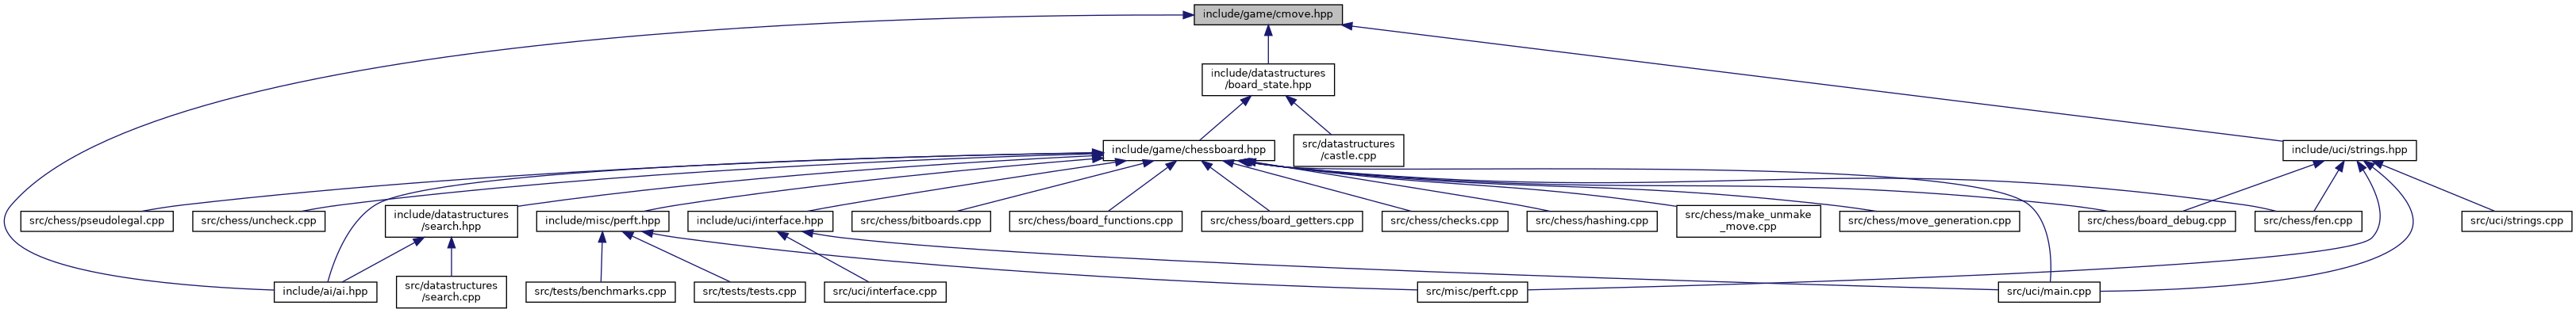 include/game/cmove.hpp
include/datastructures
/board_state.hpp
include/game/chessboard.hpp
src/datastructures
/castle.cpp
include/uci/strings.hpp
src/chess/pseudolegal.cpp
src/chess/uncheck.cpp
include/datastructures
/search.hpp
include/misc/perft.hpp
include/uci/interface.hpp
src/chess/bitboards.cpp
src/chess/board_functions.cpp
src/chess/board_getters.cpp
src/chess/checks.cpp
src/chess/hashing.cpp
src/chess/make_unmake
_move.cpp
src/chess/move_generation.cpp
src/chess/board_debug.cpp
src/chess/fen.cpp
src/uci/strings.cpp
include/ai/ai.hpp
src/datastructures
/search.cpp
src/tests/benchmarks.cpp
src/tests/tests.cpp
src/uci/interface.cpp
src/misc/perft.cpp
src/uci/main.cpp